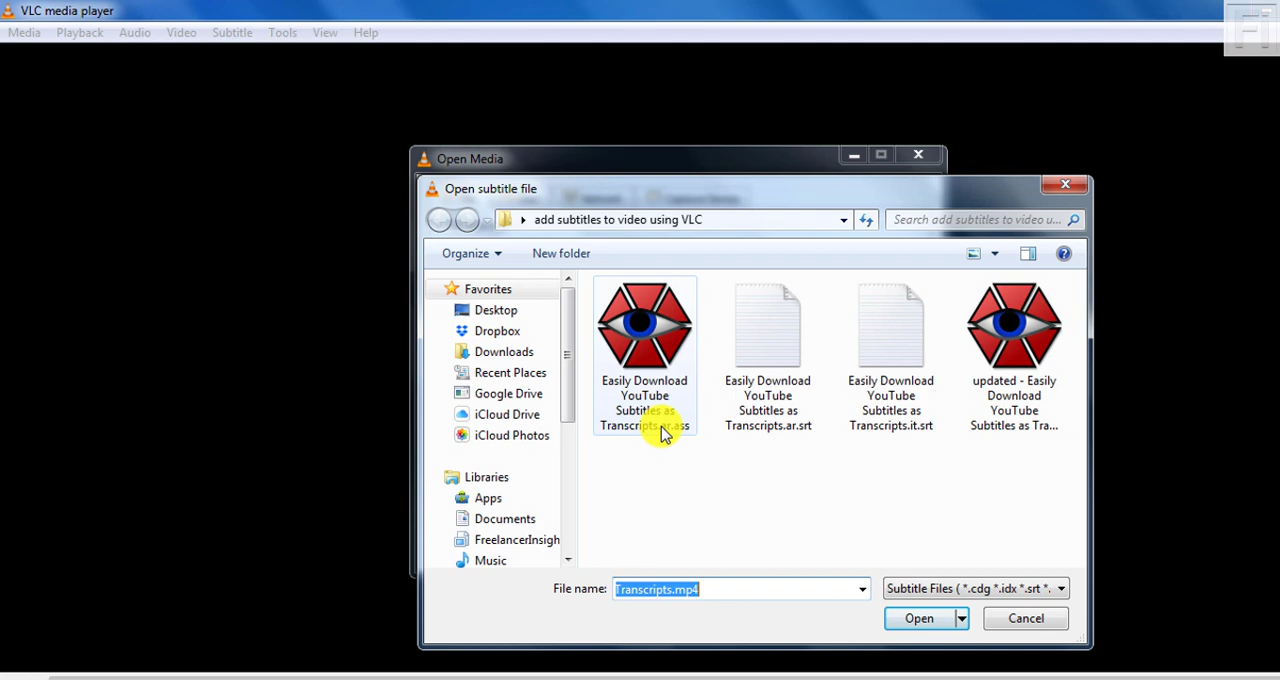 VLC media player
Media Playback Audio Video Subtitle Tools View Help
Open Media
Open subtitle file
add subtitles to video using VLC
Search add subtitles to video u...
Organize New folder
Favorites
Desktop
Dropbox
Downloads
Recent Places
Google Drive
iCloud Drive
iCloud Photos
Libraries
Apps
Documents
FreelancerInsigh
Music
Easily Download
YouTube
Subtitles as
Transcripts.ar.ass
Easily Download
YouTube
Subtitles as
Transcripts.ar.srt
Easily Download
YouTube
Subtitles as
Transcripts.it.srt
updated - Easily
Download
YouTube
Subtitles as Tra...
File name: Transcripts.mp4
Subtitle Files ( *.cdg *.idx *.srt *.
Open Cancel